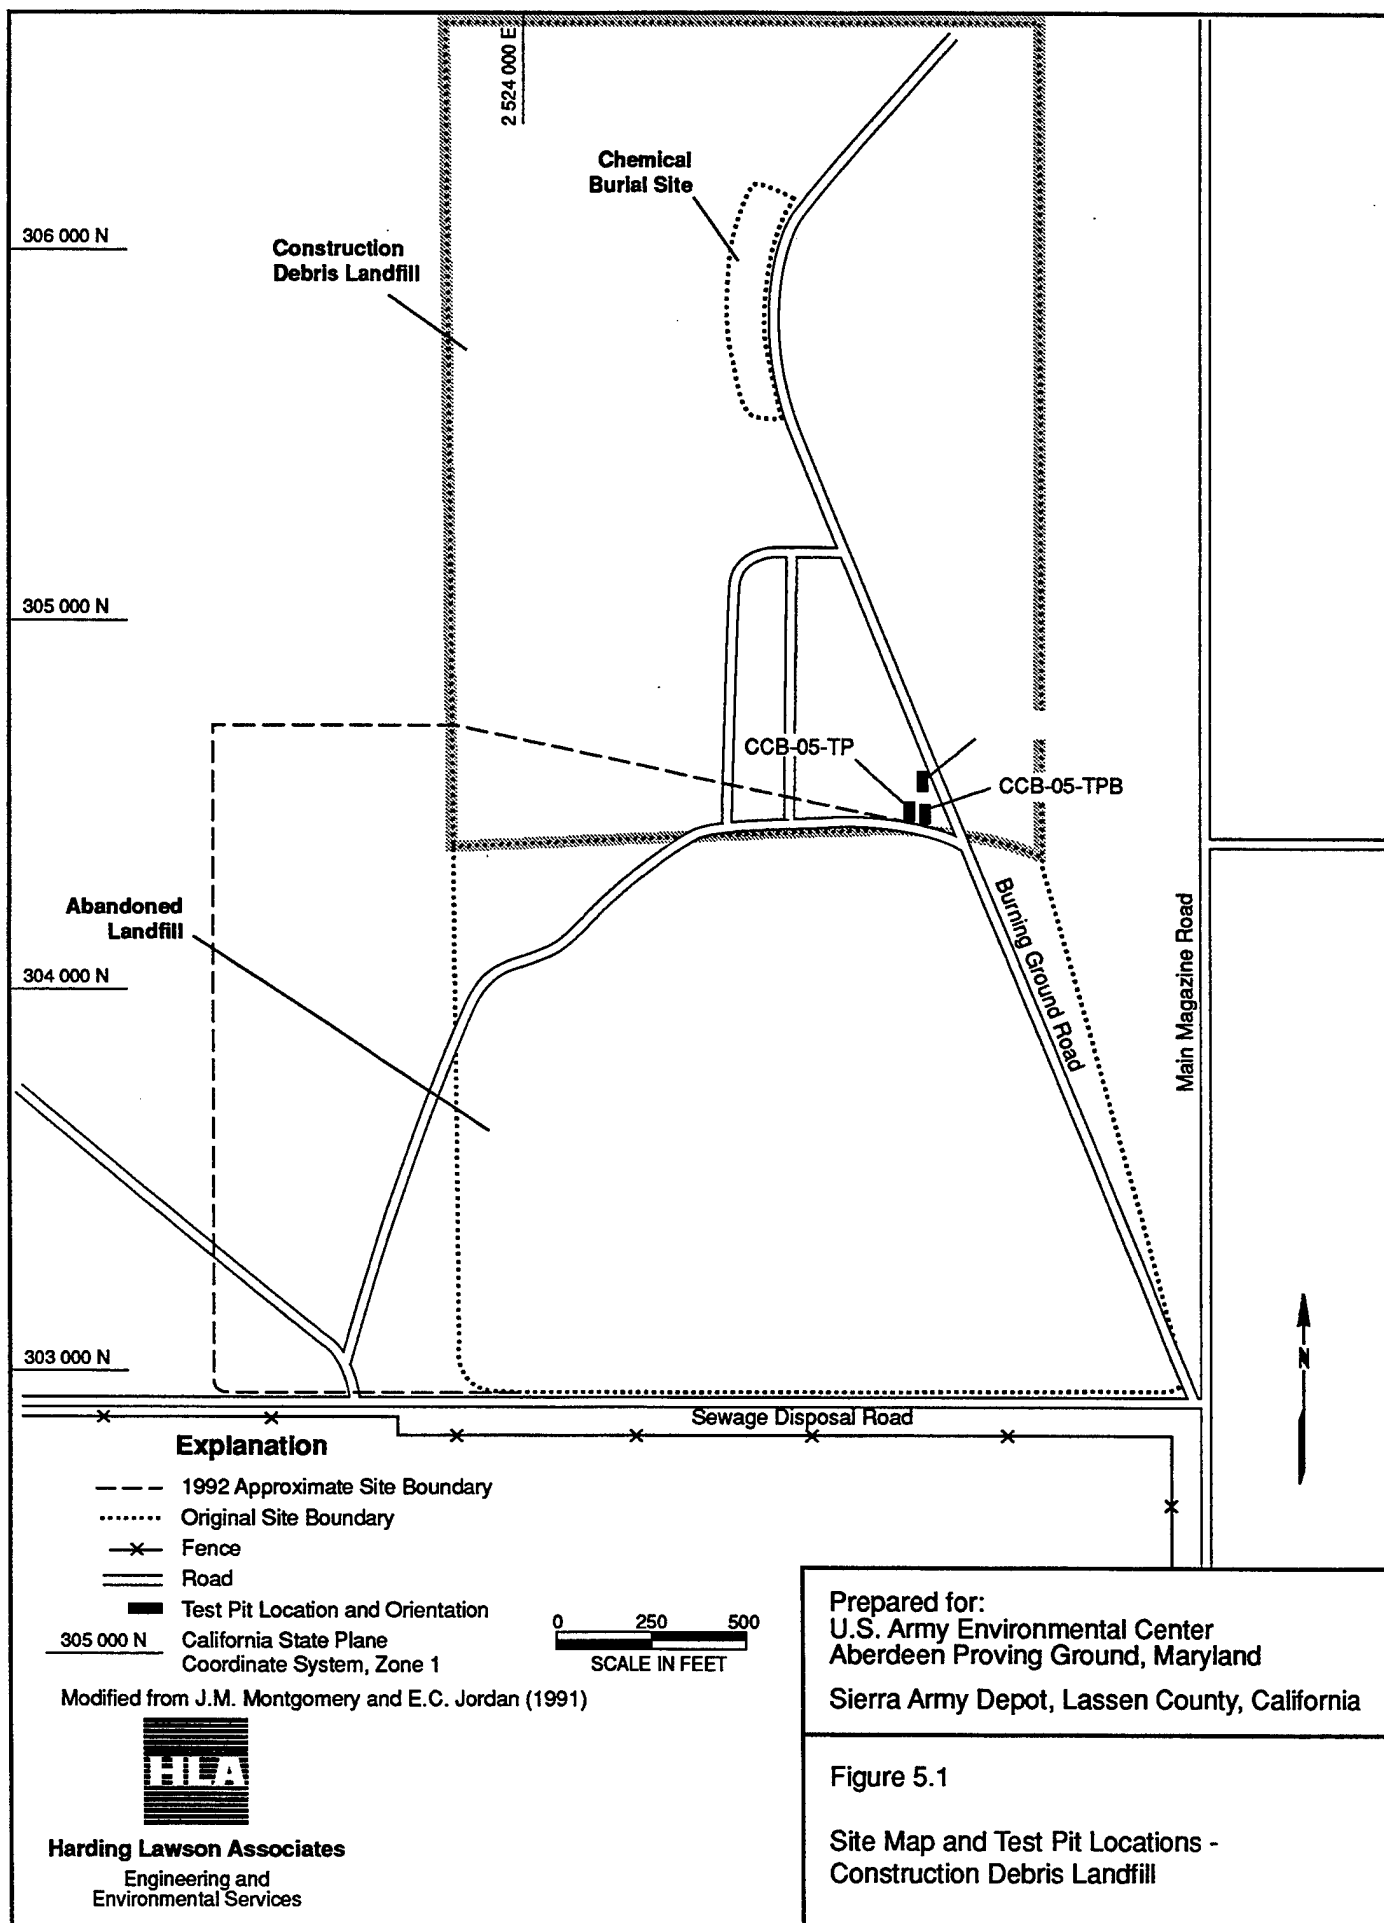 2 524 000 E
Chemical
Burial Site
306 000 N
Construction
Debris Landfill
305 000 N
CCB-05-TP
CCB-05-TPB
Abandoned
Landfill
304 000 N
Burning Ground Road
Main Magazine Road
303 000 N
N
Sewage Disposal Road
Explanation
1992 Approximate Site Boundary
Original Site Boundary
Fence
Road
Test Pit Location and Orientation
305 000 N
California State Plane
Coordinate System, Zone 1
0 250 500
SCALE IN FEET
Modified from J.M. Montgomery and E.C. Jordan (1991)
HLA
Harding Lawson Associates
Engineering and
Environmental Services
Prepared for:
U.S. Army Environmental Center
Aberdeen Proving Ground, Maryland
Sierra Army Depot, Lassen County, California
Figure 5.1
Site Map and Test Pit Locations -
Construction Debris Landfill